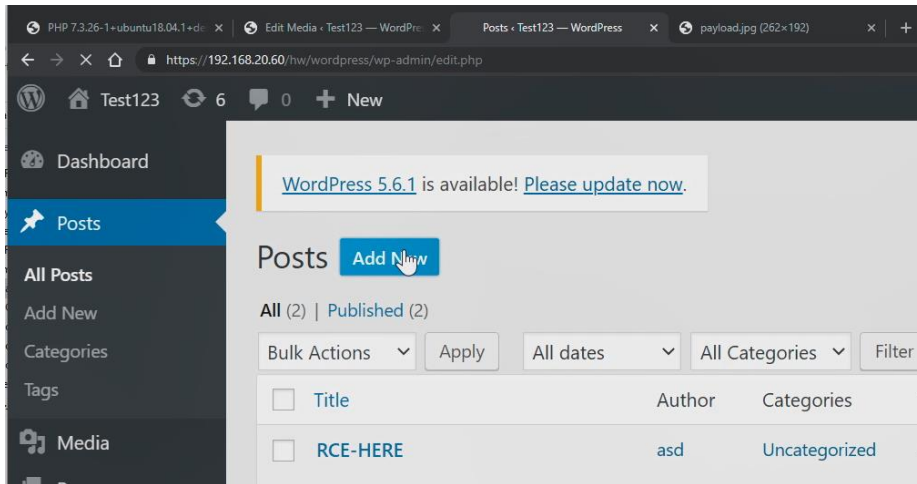 PHP 7.3.26-1+ubuntu18.04.1+de
Edit Media ‹ Test123 — WordPre
Posts ‹ Test123 — WordPress
payload.jpg (262×192)
https://192.168.20.60/hw/wordpress/wp-admin/edit.php
Test123 6 0 + New
Dashboard
WordPress 5.6.1 is available! Please update now.
Posts
Posts Add New
All Posts
All (2) | Published (2)
Add New
Categories
Bulk Actions Apply All dates All Categories Filter
Tags
Title Author Categories
Media
RCE-HERE asd Uncategorized